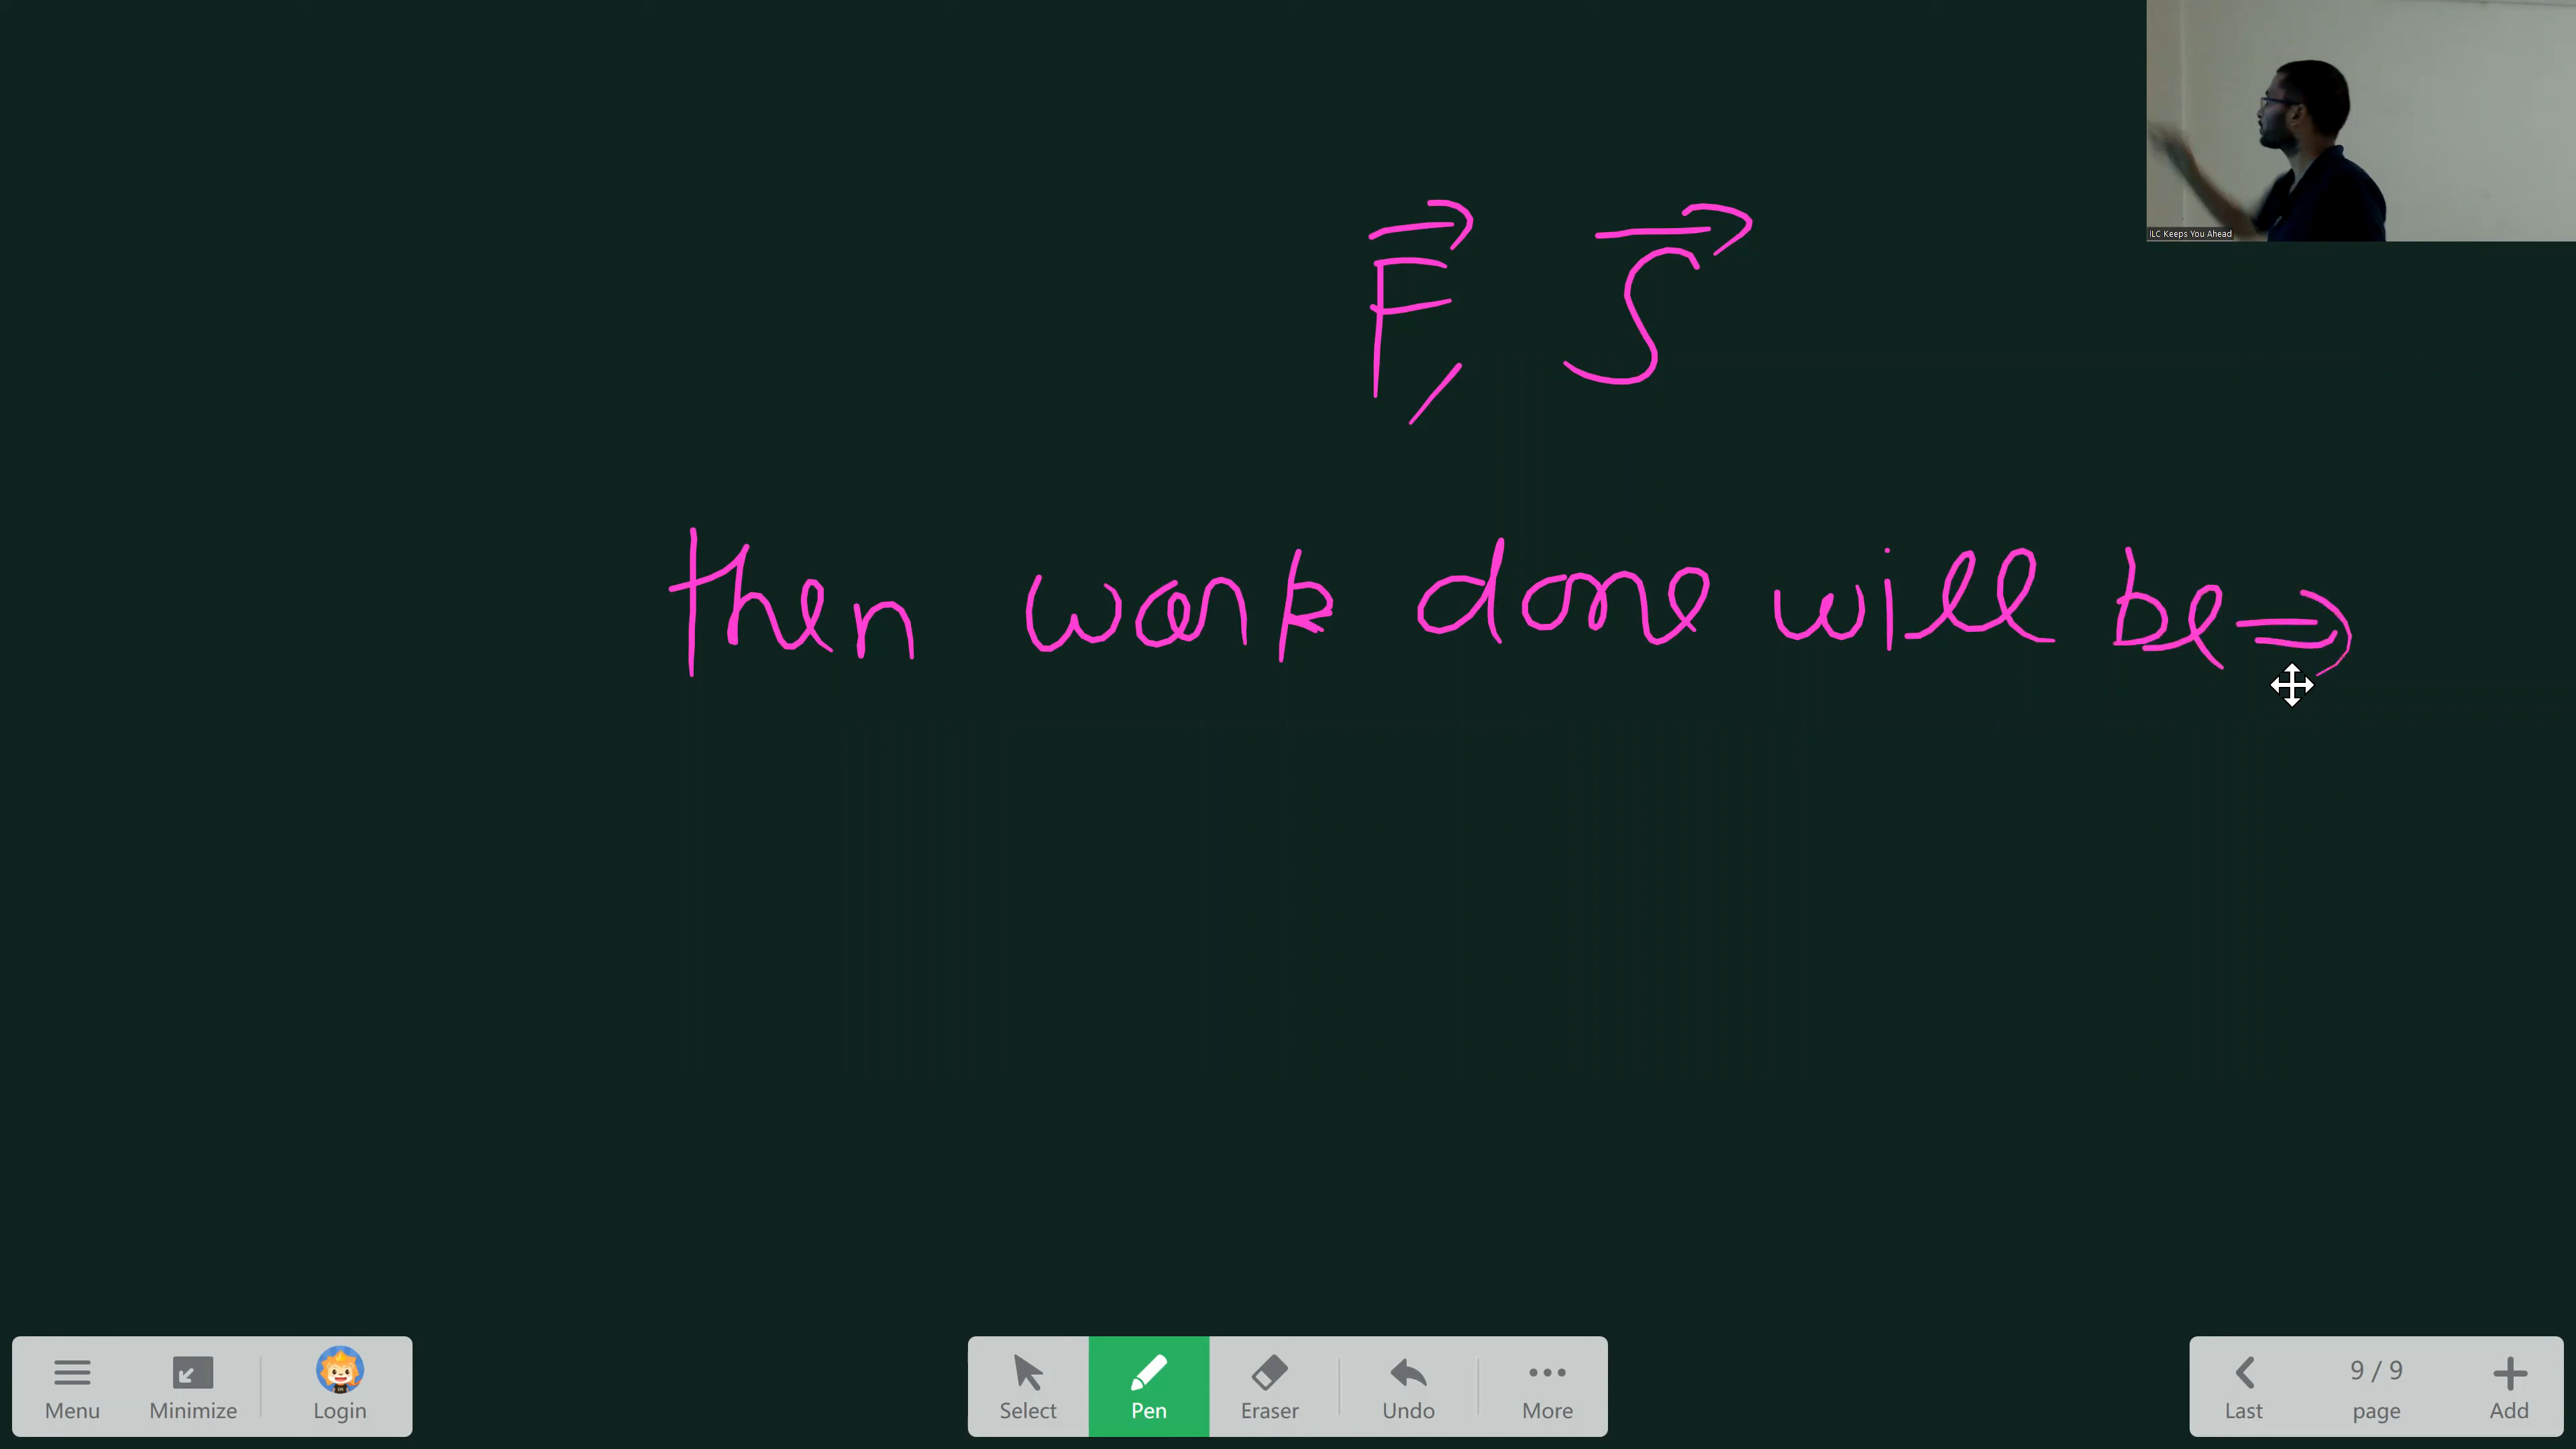 ILC Keeps You Ahead
F, S
then work done will be ⇒
Menu Minimize Login Select Pen Eraser Undo More Last 9 / 9 page Add